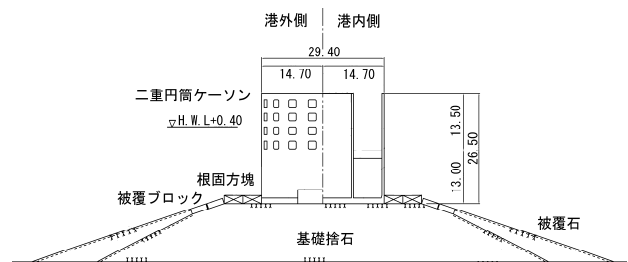 港外側
港内側
29.40
14.70
14.70
二重円筒ケーソン
▽H.W.L+0.40
13.50
26.50
13.00
根固方塊
被覆ブロック
被覆石
基礎捨石